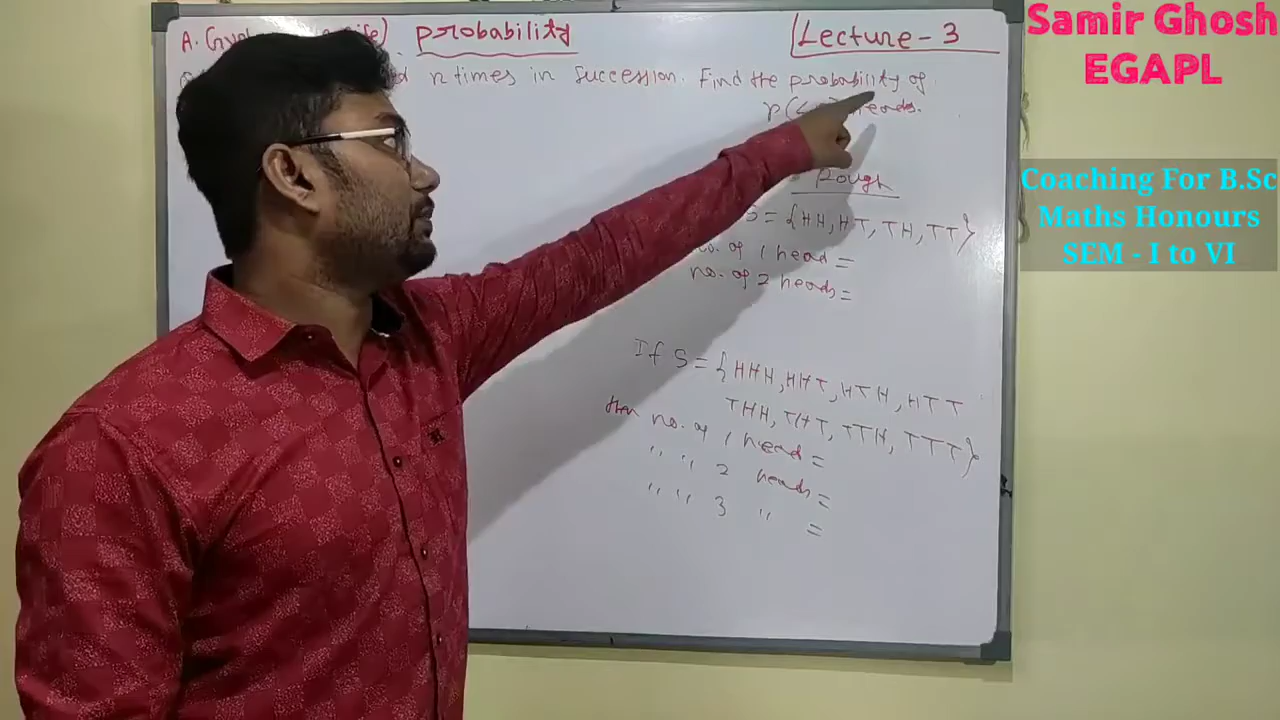 probability
Lecture - 3
n times in succession. Find the probability of
heads.
Rough
S = {HH, HT, TH, TT}
no. of 1 head =
no. of 2 heads =
If S = {HHH, HHT, HTH, HTT
THH, THT, TTH, TTT}
then no. of 1 head =
,, ,, 2 heads =
,, ,, 3 ,, =
Samir Ghosh
EGAPL
Coaching For B.Sc
Maths Honours
SEM - I to VI